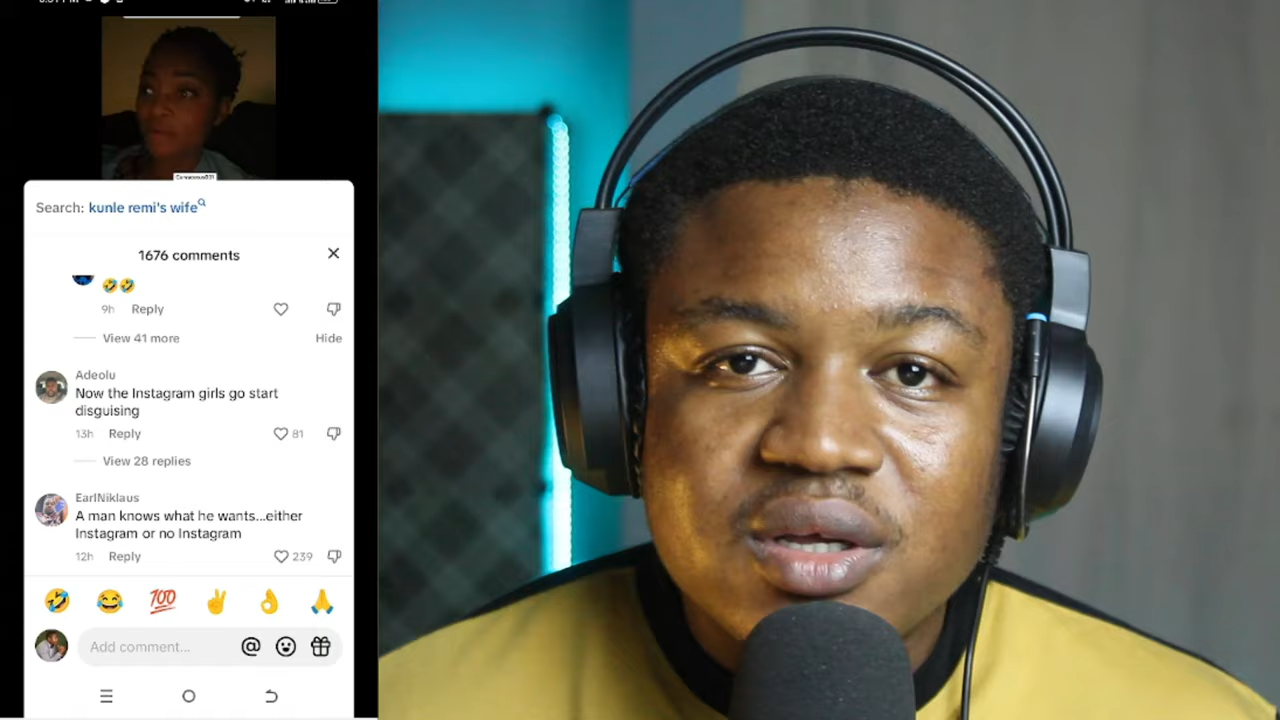 Search: kunle remi's wife
1676 comments
9h Reply
View 41 more Hide
Adeolu
Now the Instagram girls go start
disguising
13h Reply 81
View 28 replies
EarlNiklaus
A man knows what he wants...either
Instagram or no Instagram
12h Reply 239
100
Add comment... @